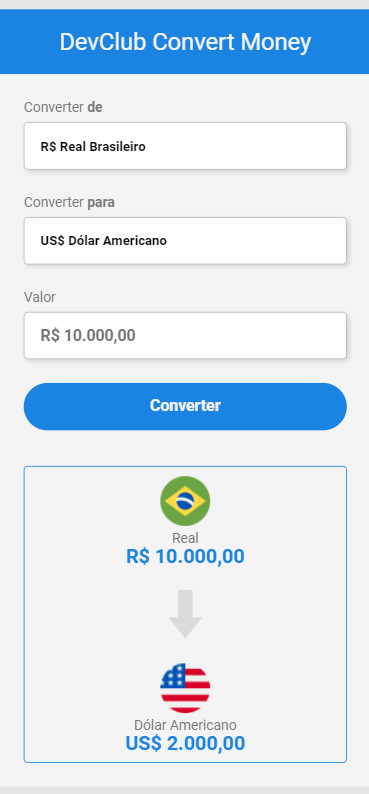 DevClub Convert Money
Converter de
R$ Real Brasileiro
Converter para
US$ Dólar Americano
Valor
R$ 10.000,00
Converter
Real
R$ 10.000,00
Dólar Americano
US$ 2.000,00